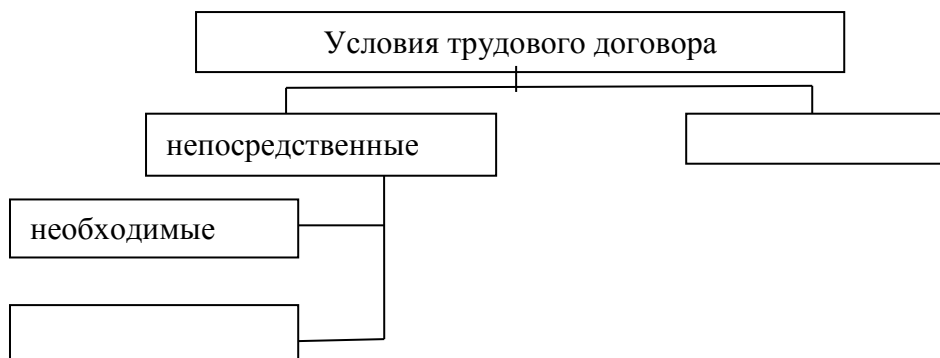 Условия трудового договора
непосредственные
необходимые